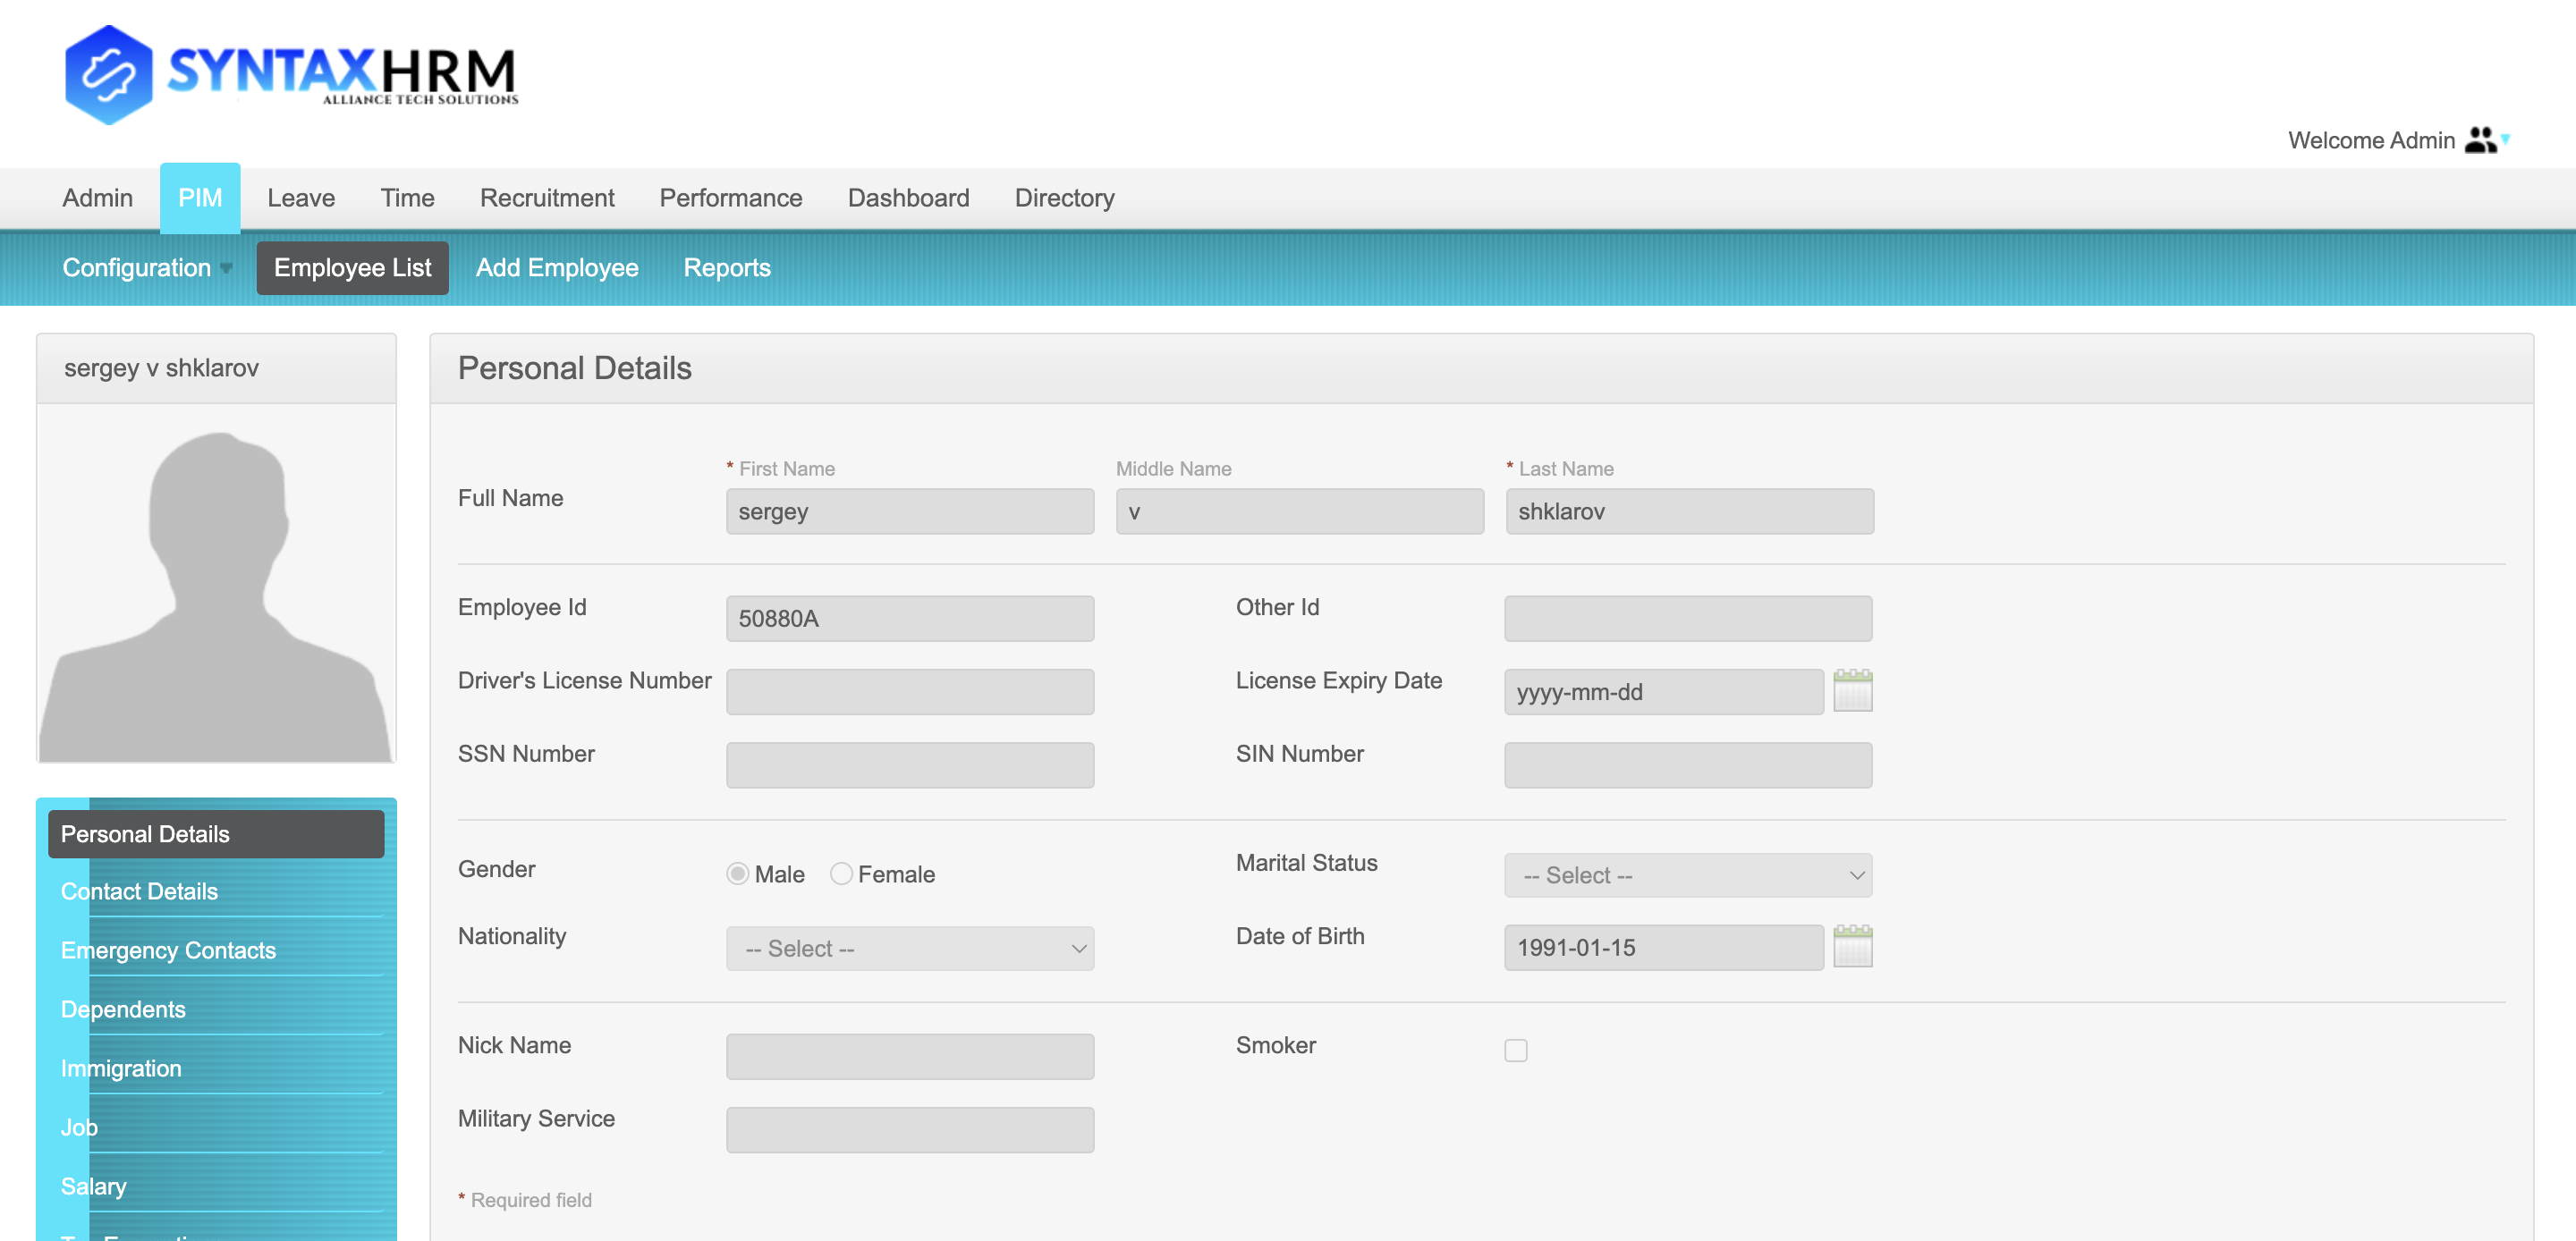 SYNTAXHRM
ALLIANCE TECH SOLUTIONS
Welcome Admin
Admin PIM Leave Time Recruitment Performance Dashboard Directory
Configuration Employee List Add Employee Reports
sergey v shklarov
Personal Details
Contact Details
Emergency Contacts
Dependents
Immigration
Job
Salary
Personal Details
* First Name Middle Name * Last Name
Full Name sergey v shklarov
Employee Id 50880A Other Id
Driver's License Number License Expiry Date yyyy-mm-dd
SSN Number SIN Number
Gender Male Female Marital Status -- Select --
Nationality -- Select -- Date of Birth 1991-01-15
Nick Name Smoker
Military Service
* Required field